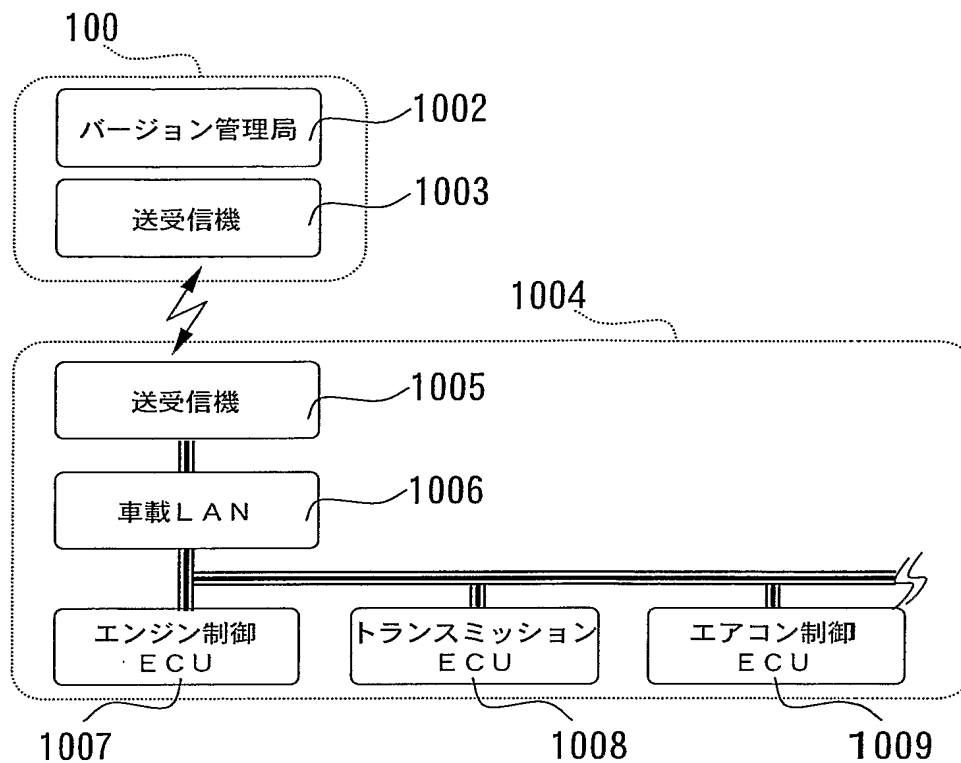 100
バージョン管理局
1002
送受信機
1003
1004
送受信機
1005
車載LAN
1006
エンジン制御
ECU
トランスミッション
ECU
エアコン制御
ECU
1007
1008
1009